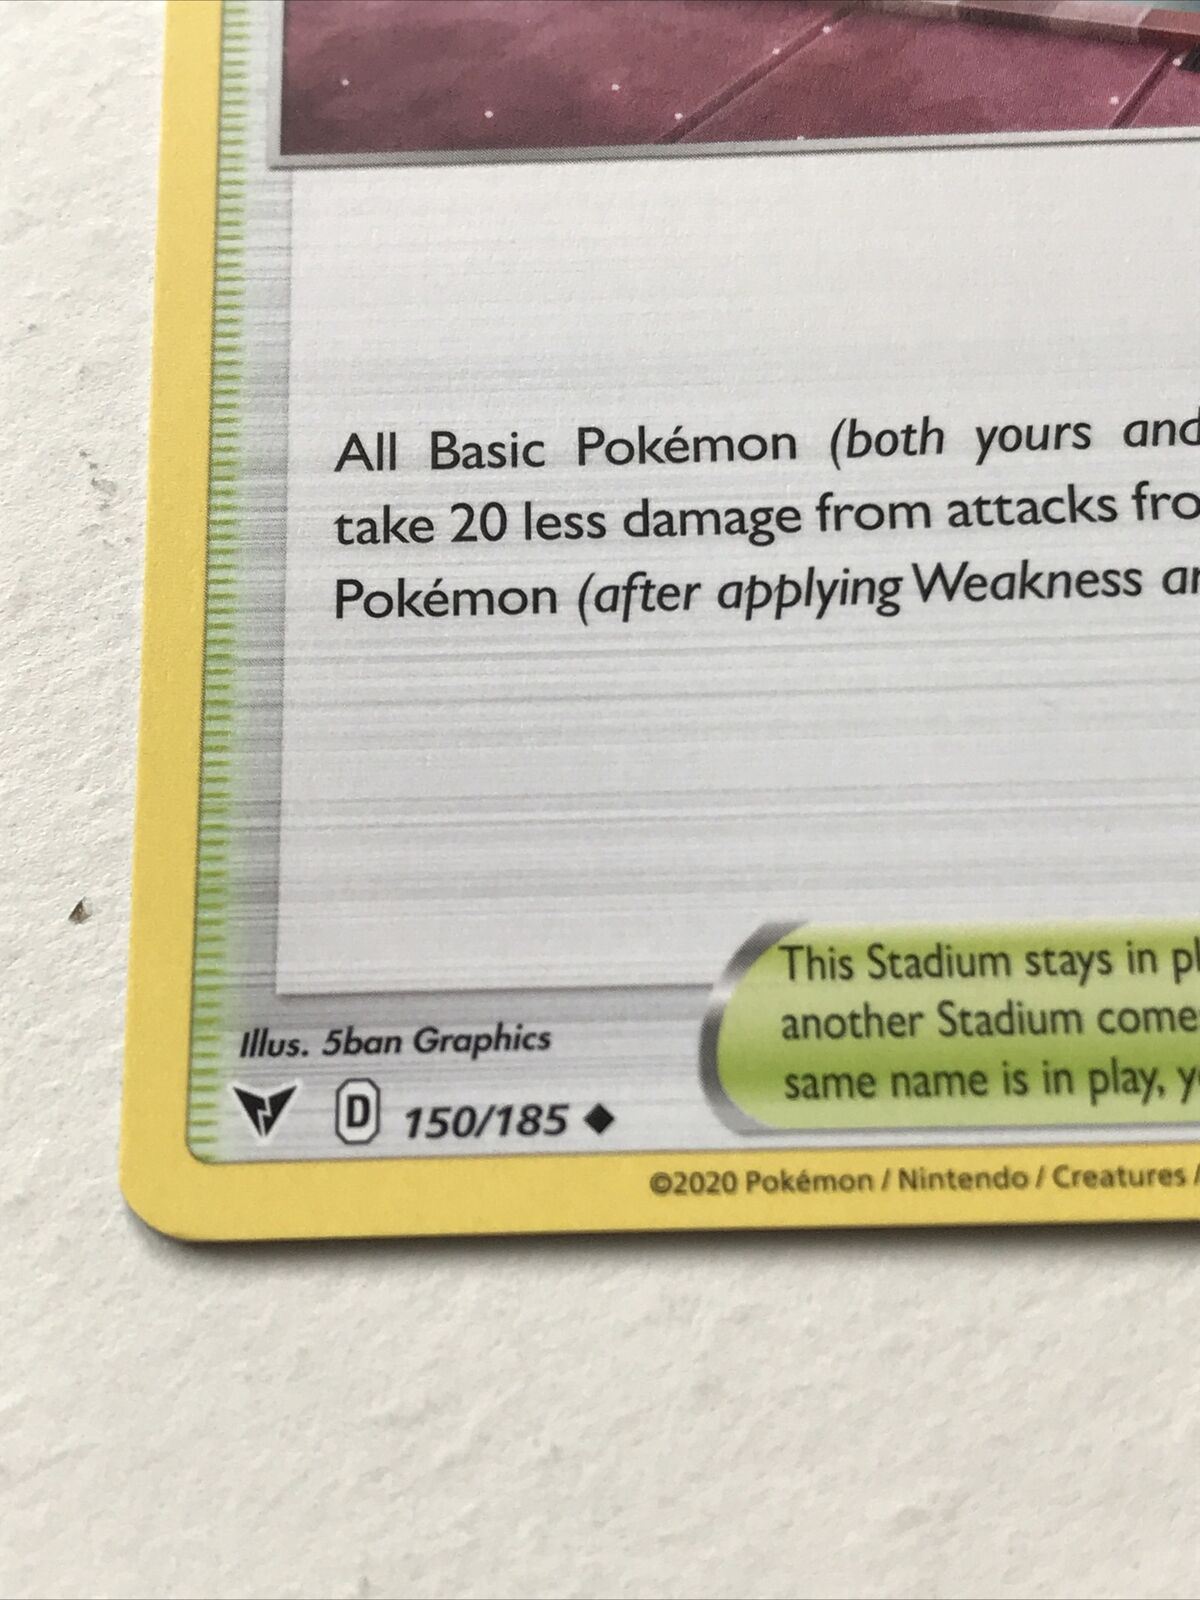 All Basic Pokémon (both yours and
take 20 less damage from attacks fro
Pokémon (after applying Weakness an
This Stadium stays in pl
another Stadium come
same name is in play, y
Illus. 5ban Graphics
D 150/185
©2020 Pokémon / Nintendo / Creatures /